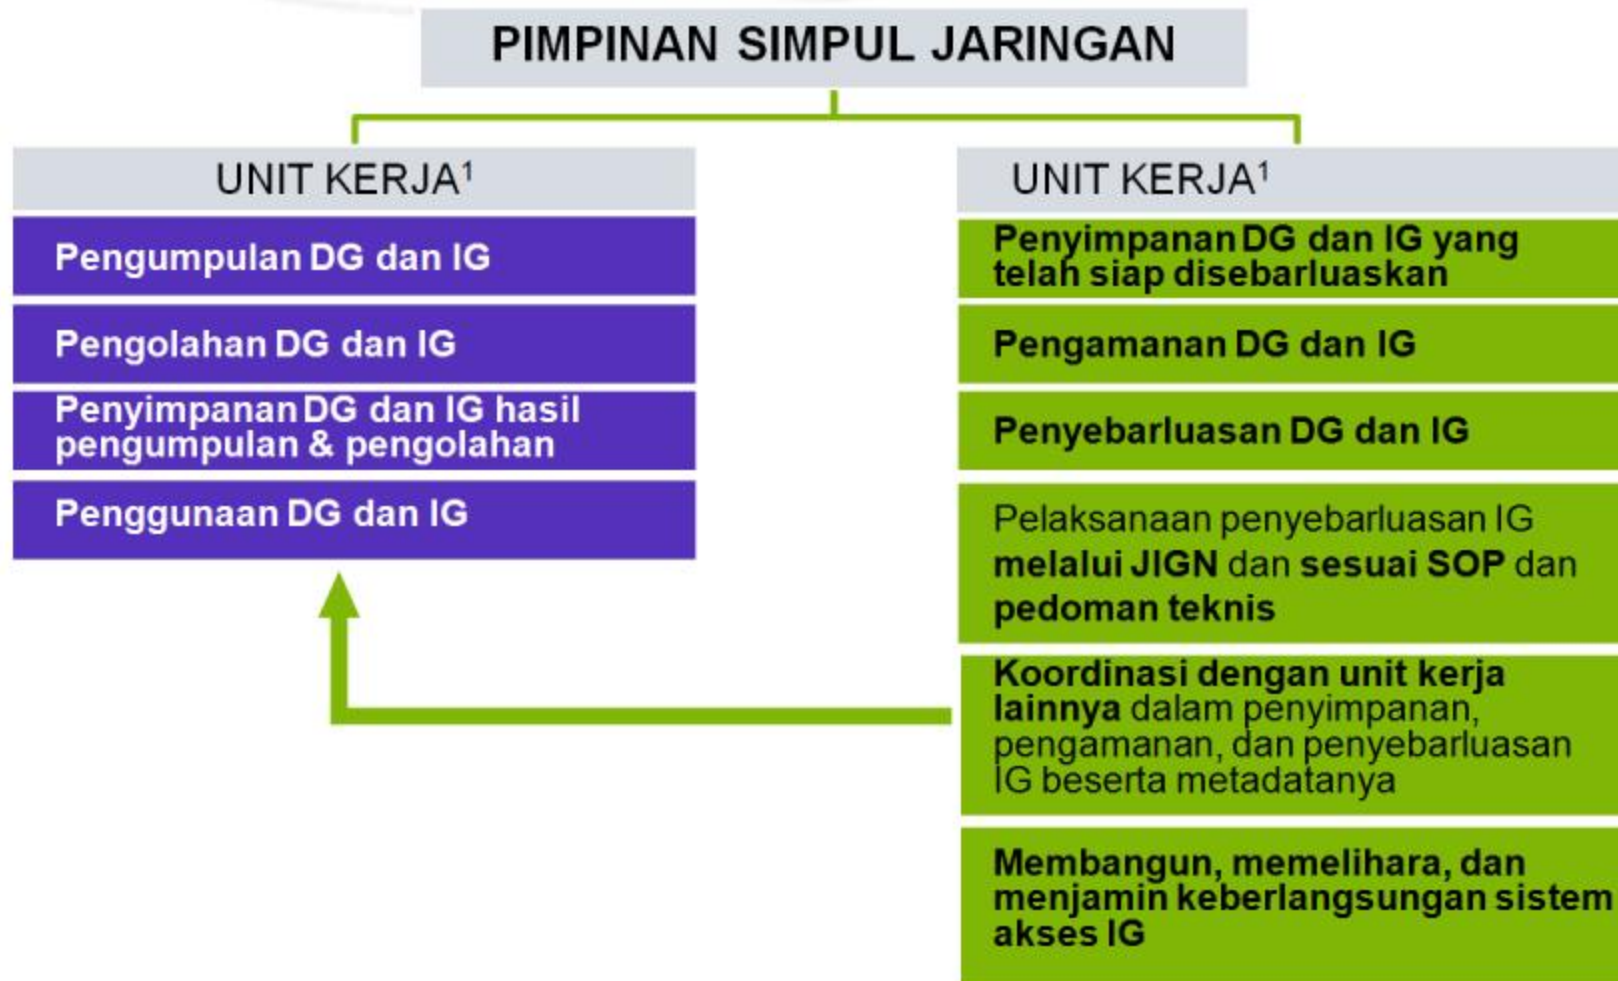 PIMPINAN SIMPUL JARINGAN
UNIT KERJA¹
Pengumpulan DG dan IG
Pengolahan DG dan IG
Penyimpanan DG dan IG hasil
pengumpulan & pengolahan
Penggunaan DG dan IG
UNIT KERJA¹
Penyimpanan DG dan IG yang
telah siap disebarluaskan
Pengamanan DG dan IG
Penyebarluasan DG dan IG
Pelaksanaan penyebarluasan IG
melalui JIGN dan sesuai SOP dan
pedoman teknis
Koordinasi dengan unit kerja
lainnya dalam penyimpanan,
pengamanan, dan penyebarluasan
IG beserta metadatanya
Membangun, memelihara, dan
menjamin keberlangsungan sistem
akses IG